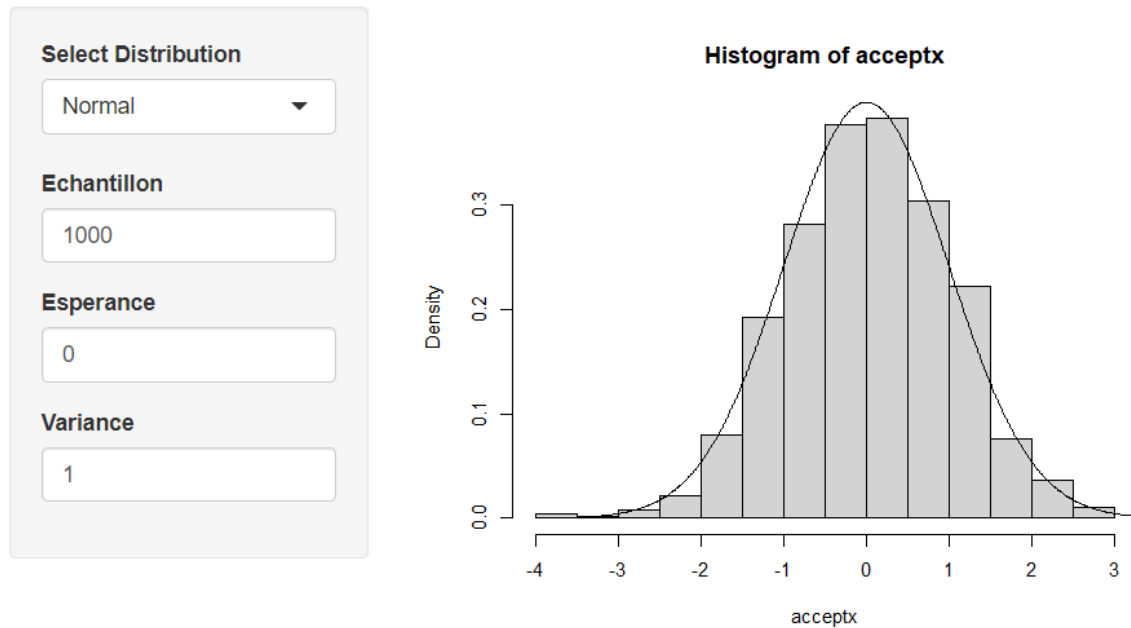 Select Distribution
Normal
Echantillon
1000
Esperance
0
Variance
1
Histogram of acceptx
Density
0.0
0.1
0.2
0.3
-4
-3
-2
-1
0
1
2
3
acceptx